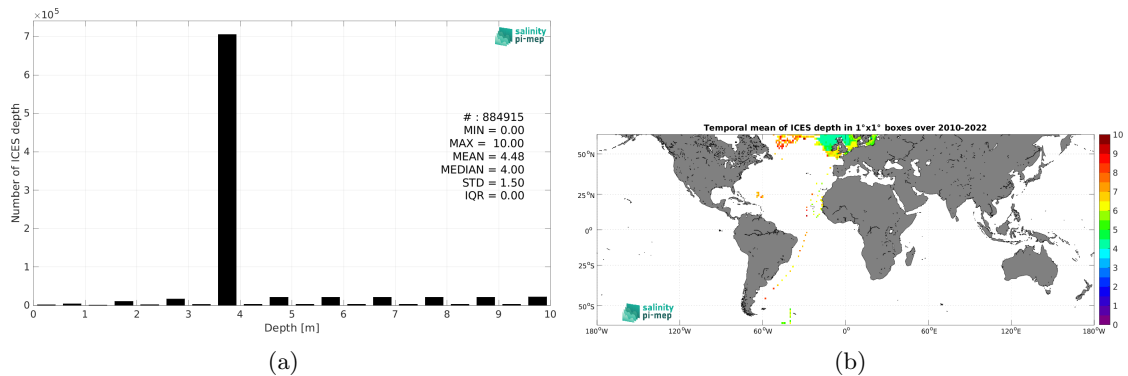 ×10⁵
7
6
5
4
3
2
1
0
Number of ICES depth
salinity
pi-mep
# : 884915
MIN = 0.00
MAX = 10.00
MEAN = 4.48
MEDIAN = 4.00
STD = 1.50
IQR = 0.00
0 1 2 3 4 5 6 7 8 9 10
Depth [m]
(a)
Temporal mean of ICES depth in 1°x1° boxes over 2010-2022
50°N
25°N
0°
25°S
50°S
180°W 120°W 60°W 0° 60°E 120°E 180°W
salinity
pi-mep
10
9
8
7
6
5
4
3
2
1
0
(b)